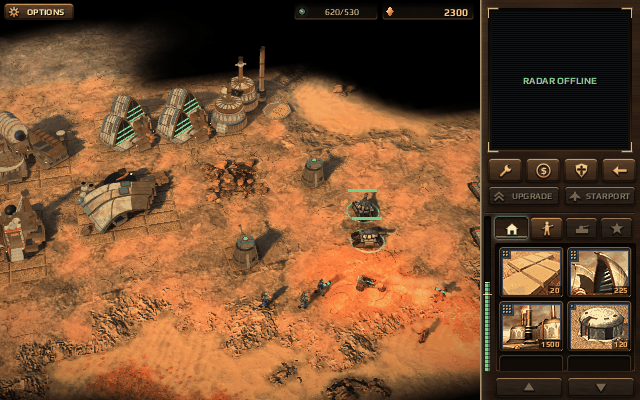 OPTIONS
620/530
2300
RADAR OFFLINE
UPGRADE
STARPORT
20
225
1500
120